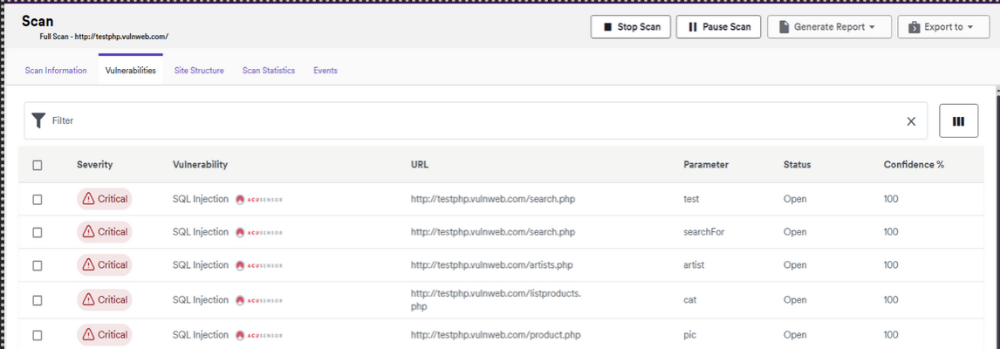 Scan
Full Scan - http://testphp.vulnweb.com/
Stop Scan
Pause Scan
Generate Report
Export to
Scan Information
Vulnerabilities
Site Structure
Scan Statistics
Events
Filter
Severity Vulnerability URL Parameter Status Confidence %
Critical SQL Injection ACUSENSOR http://testphp.vulnweb.com/search.php test Open 100
Critical SQL Injection ACUSENSOR http://testphp.vulnweb.com/search.php searchFor Open 100
Critical SQL Injection ACUSENSOR http://testphp.vulnweb.com/artists.php artist Open 100
Critical SQL Injection ACUSENSOR http://testphp.vulnweb.com/listproducts.
php cat Open 100
Critical SQL Injection ACUSENSOR http://testphp.vulnweb.com/product.php pic Open 100